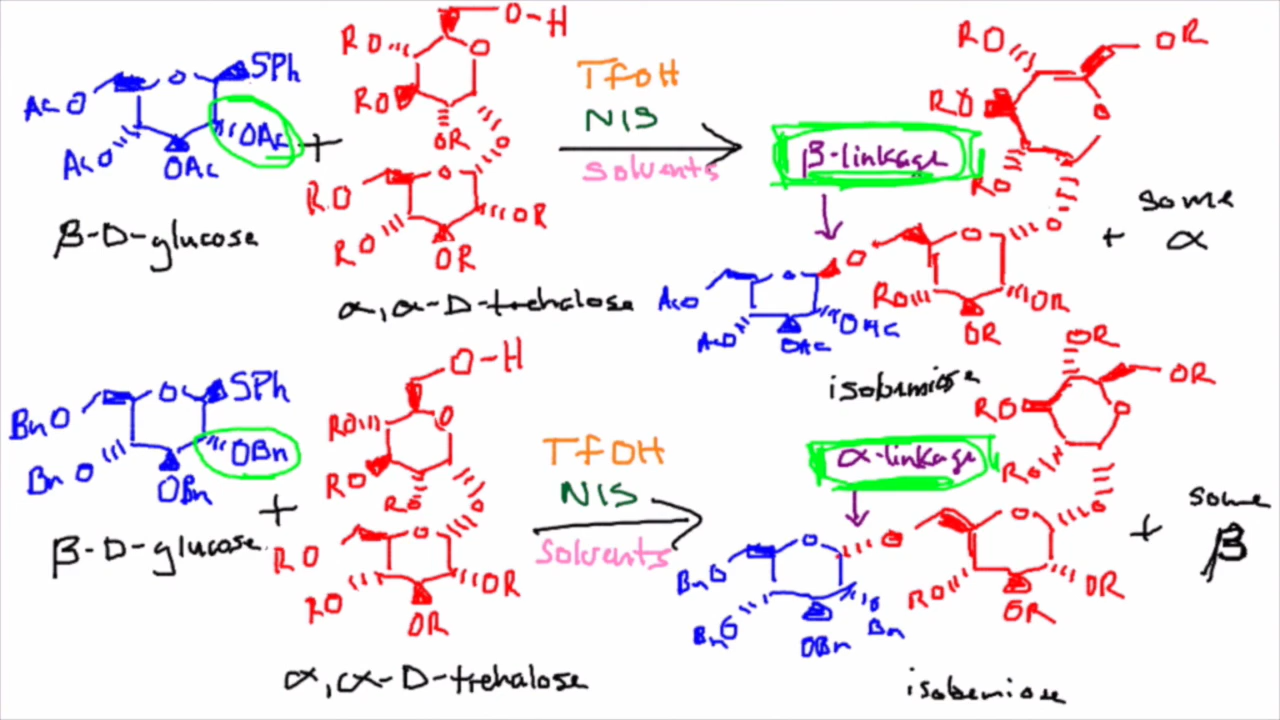 O-H
RO
O
SPh
O
AcO
OAc
AcO
OAc
+
RO
OR
O
O
RO
OR
RO
OR
β-D-glucose
α,α-D-trehalose
TfOH
NIS
solvents
β-linkage
RO
OR
RO
O
RO
O
O
O
RO
OR
OR
AcO
O
AcO
OAc
OAc
+
some
α
isobemiose
O-H
SPh
O
BnO
OBn
BnO
OBn
+
RO
O
RO
RO
O
O
RO
OR
RO
OR
β-D-glucose
α,α-D-trehalose
TfOH
NIS
solvents
α-linkage
OR
OR
RO
O
RO
O
O
O
RO
OR
OR
BnO
O
BnO
OBn
O
Bn
+
some
β
isobemiose